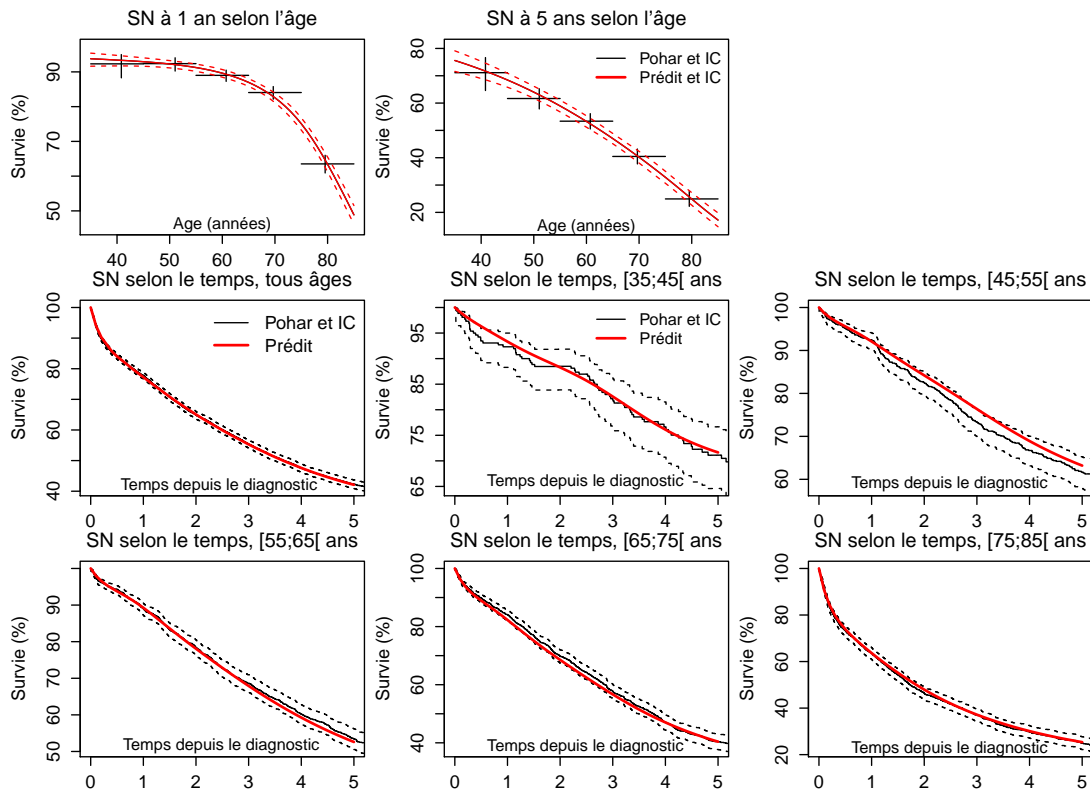 SN à 1 an selon l'âge
SN à 5 ans selon l'âge
Survie (%)
50
70
90
Age (années)
40 50 60 70 80
Survie (%)
20
40
60
80
Pohar et IC
Prédit et IC
Age (années)
40 50 60 70 80
SN selon le temps, tous âges
SN selon le temps, [35;45[ ans
SN selon le temps, [45;55[ ans
Survie (%)
40
60
80
100
Pohar et IC
Prédit
Temps depuis le diagnostic
0 1 2 3 4 5
Survie (%)
65
75
85
95
Pohar et IC
Prédit
Temps depuis le diagnostic
0 1 2 3 4 5
Survie (%)
60
70
80
90
100
Temps depuis le diagnostic
0 1 2 3 4 5
SN selon le temps, [55;65[ ans
SN selon le temps, [65;75[ ans
SN selon le temps, [75;85[ ans
Survie (%)
50
60
70
80
90
Temps depuis le diagnostic
0 1 2 3 4 5
Survie (%)
40
60
80
100
Temps depuis le diagnostic
0 1 2 3 4 5
Survie (%)
20
40
60
80
100
Temps depuis le diagnostic
0 1 2 3 4 5